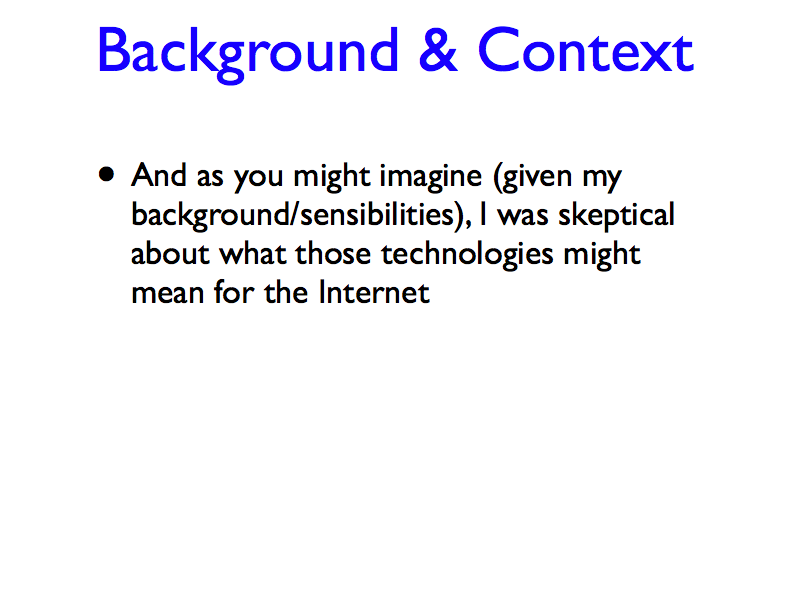 Background & Context
• And as you might imagine (given my
background/sensibilities), I was skeptical
about what those technologies might
mean for the Internet